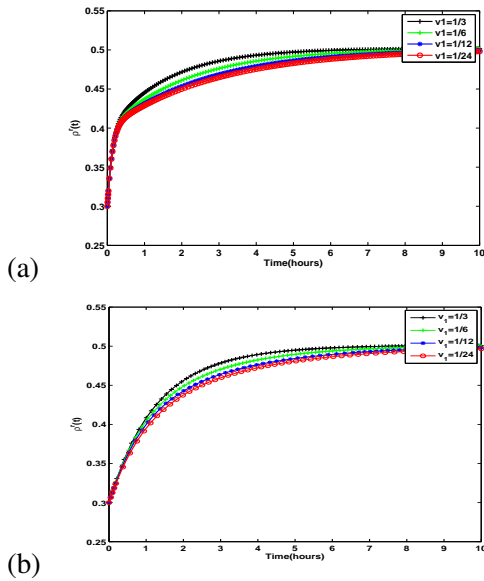 0.55
0.5
0.45
0.4
0.35
0.3
0.25
ρʳ(t)
0 1 2 3 4 5 6 7 8 9 10
Time(hours)
v1=1/3
v1=1/6
v1=1/12
v1=1/24
(a)
0.55
0.5
0.45
0.4
0.35
0.3
0.25
ρʳ(t)
0 1 2 3 4 5 6 7 8 9 10
Time(hours)
v₁=1/3
v₁=1/6
v₁=1/12
v₁=1/24
(b)